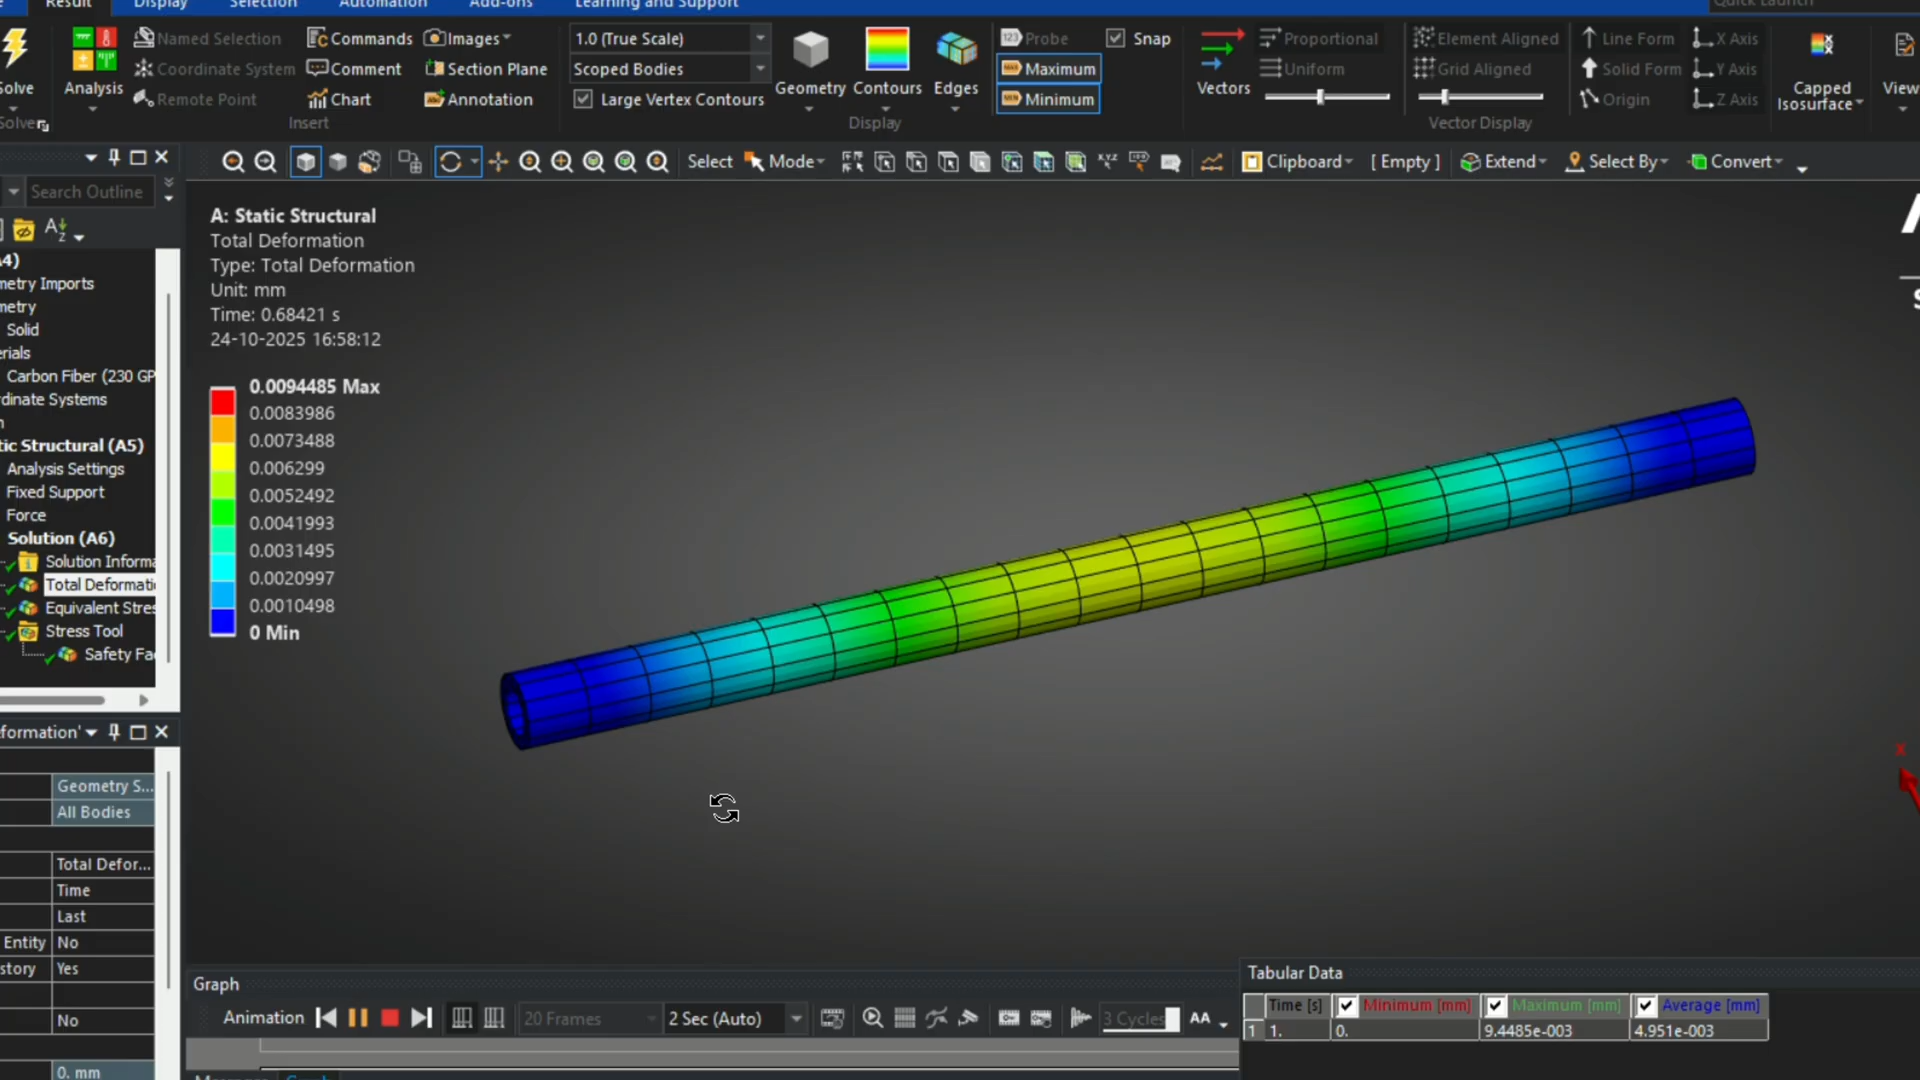 Result Display Selection Automation Add-ons Learning and Support Quick Launch
Solve
Analysis
Named Selection
Coordinate System
Remote Point
Commands
Comment
Chart
Images
Section Plane
Annotation
Insert
1.0 (True Scale)
Scoped Bodies
Large Vertex Contours
Geometry
Contours
Edges
Display
Probe
Maximum
Minimum
Snap
Vectors
Proportional
Uniform
Element Aligned
Grid Aligned
Line Form
Solid Form
Origin
X Axis
Y Axis
Z Axis
Vector Display
Capped
Isosurface
View
Select Mode Clipboard [ Empty ] Extend Select By Convert
Search Outline
A4)
metry Imports
metry
Solid
erials
Carbon Fiber (230 GP
rdinate Systems
tic Structural (A5)
Analysis Settings
Fixed Support
Force
Solution (A6)
Solution Informa
Total Deformati
Equivalent Stres
Stress Tool
Safety Fa
eformation'
Geometry S...
All Bodies
Total Defor...
Time
Last
Entity No
story Yes
No
0. mm
A: Static Structural
Total Deformation
Type: Total Deformation
Unit: mm
Time: 0.68421 s
24-10-2025 16:58:12
0.0094485 Max
0.0083986
0.0073488
0.006299
0.0052492
0.0041993
0.0031495
0.0020997
0.0010498
0 Min
X
Graph
Animation 20 Frames 2 Sec (Auto) 3 Cycles AA
Tabular Data
Time [s] Minimum [mm] Maximum [mm] Average [mm]
1 1. 0. 9.4485e-003 4.951e-003